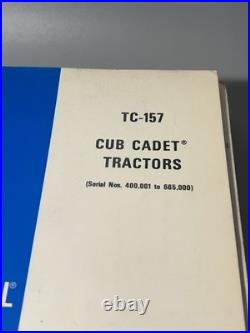 TC-157
CUB CADET®
TRACTORS
(Serial Nos. 400,001 to 665,000)
L®